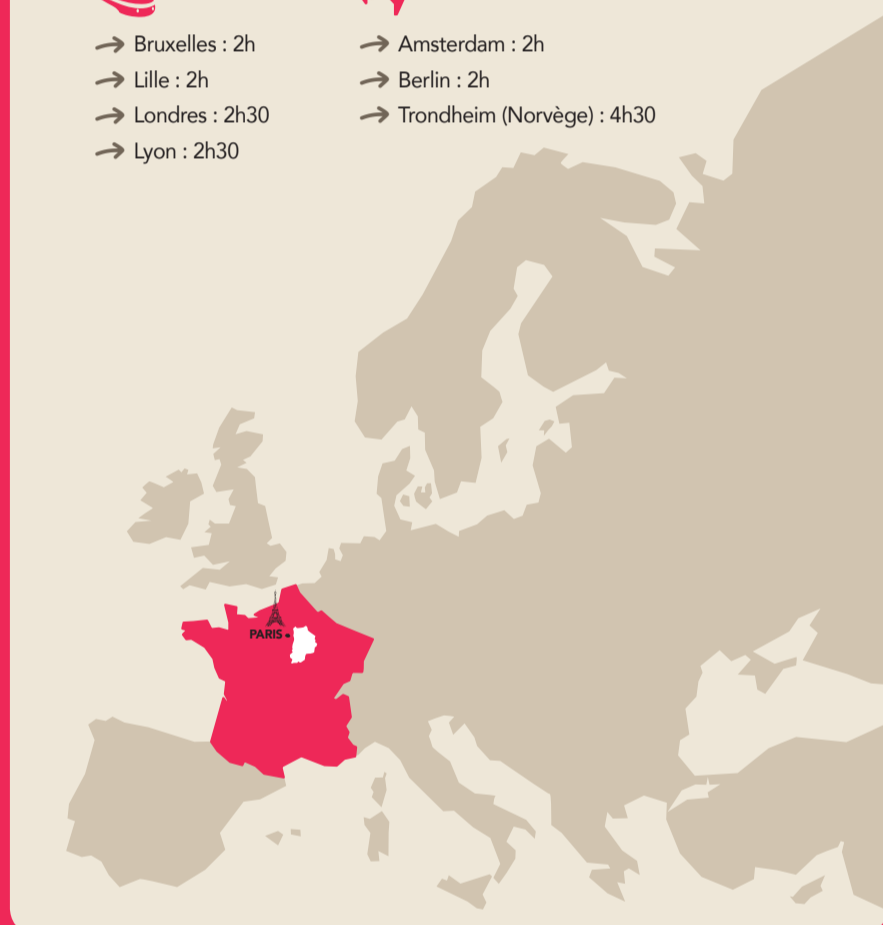 → Bruxelles : 2h
→ Lille : 2h
→ Londres : 2h30
→ Lyon : 2h30
→ Amsterdam : 2h
→ Berlin : 2h
→ Trondheim (Norvège) : 4h30
PARIS